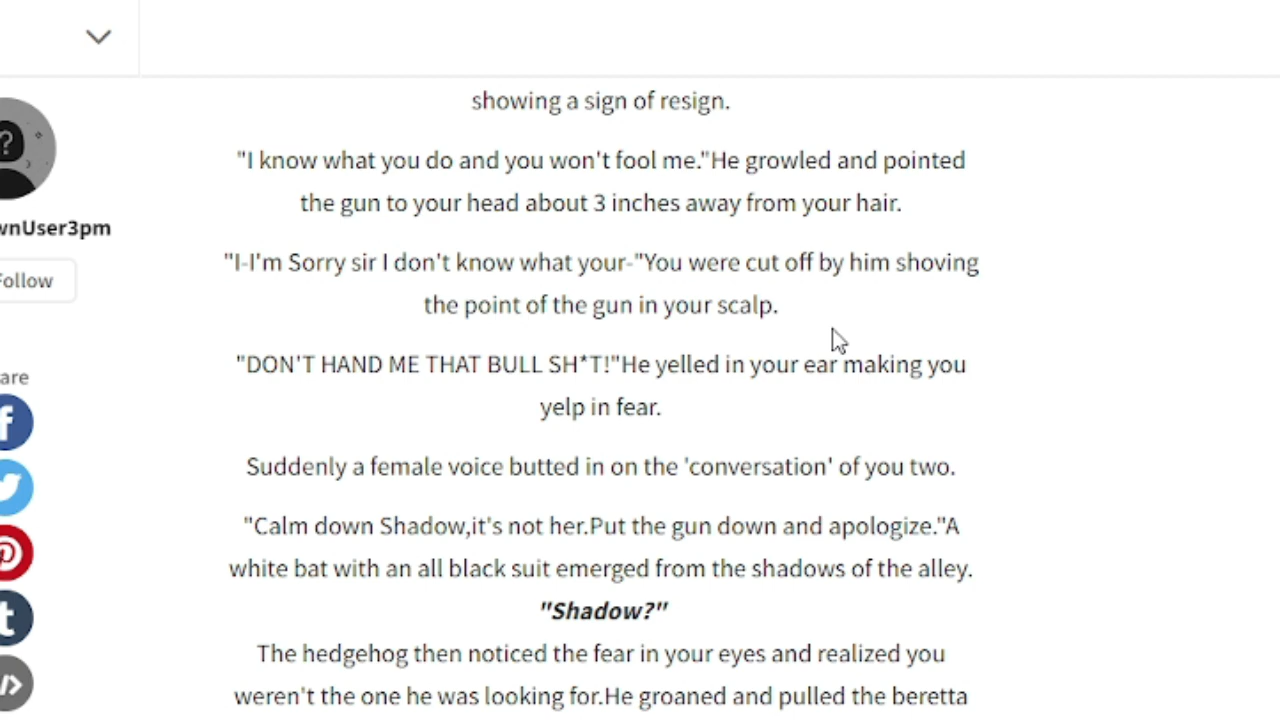 showing a sign of resign.
"I know what you do and you won't fool me."He growled and pointed
the gun to your head about 3 inches away from your hair.
wnUser3pm
"I-I'm Sorry sir I don't know what your-"You were cut off by him shoving
Follow
the point of the gun in your scalp.
"DON'T HAND ME THAT BULL SH*T!"He yelled in your ear making you
are
yelp in fear.
Suddenly a female voice butted in on the 'conversation' of you two.
"Calm down Shadow,it's not her.Put the gun down and apologize."A
white bat with an all black suit emerged from the shadows of the alley.
"Shadow?"
The hedgehog then noticed the fear in your eyes and realized you
weren't the one he was looking for.He groaned and pulled the beretta